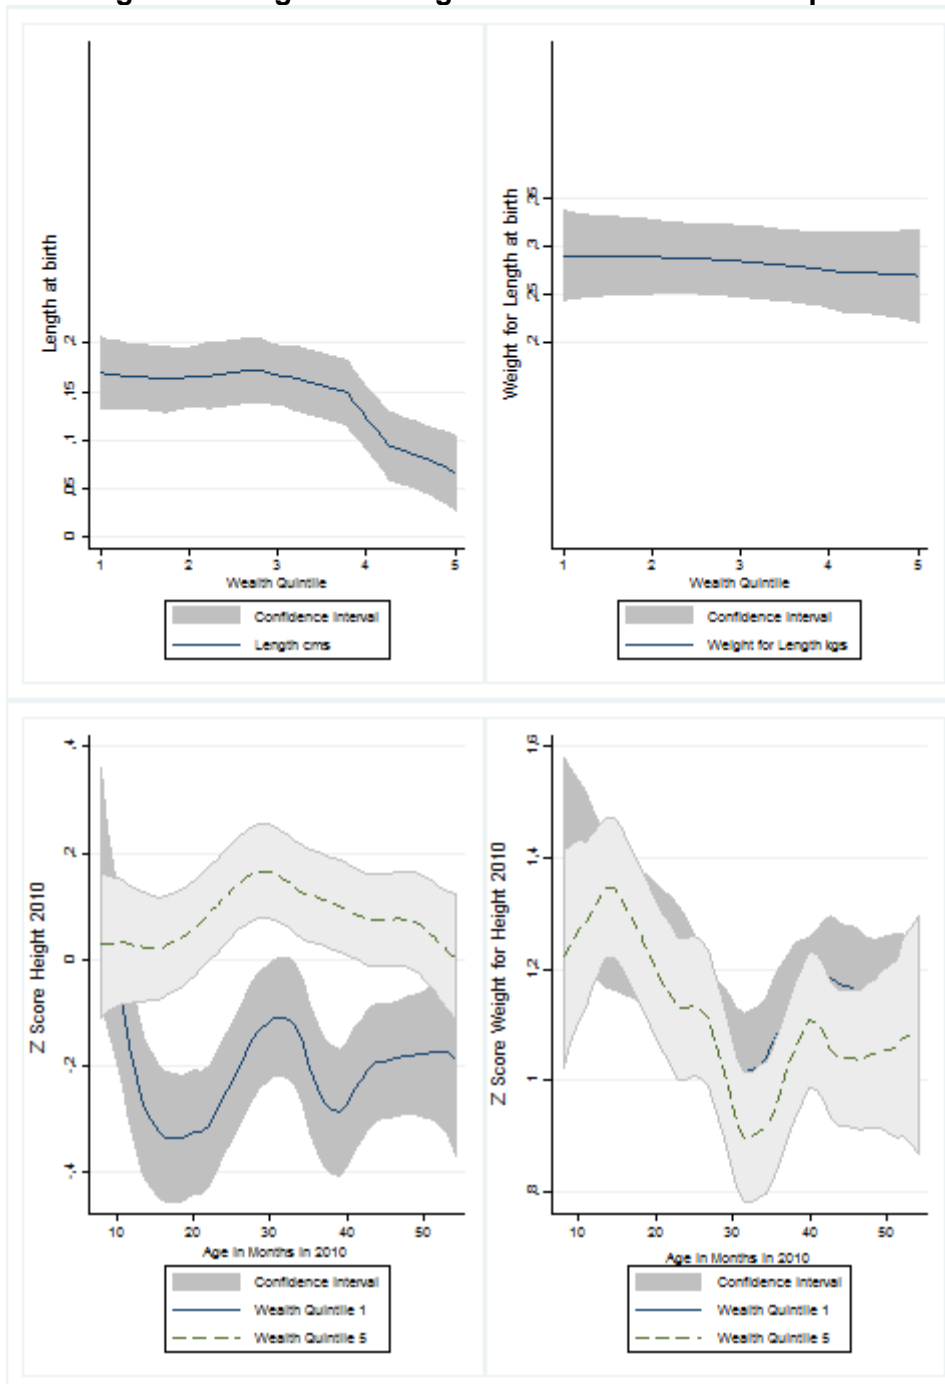 Length at birth
.2
.15
.1
.05
0
1 2 3 4 5
Wealth Quintile
Confidence Interval
Length cms
Weight for Length at birth
.35
.3
.25
.2
1 2 3 4 5
Wealth Quintile
Confidence Interval
Weight for Length kgs
Z Score Height 2010
.4
.2
0
-.2
-.4
10 20 30 40 50
Age in Months in 2010
Confidence Interval
Wealth Quintile 1
Wealth Quintile 5
Z Score Weight for Height 2010
1.6
1.4
1.2
1
.8
10 20 30 40 50
Age in Months in 2010
Confidence Interval
Wealth Quintile 1
Wealth Quintile 5